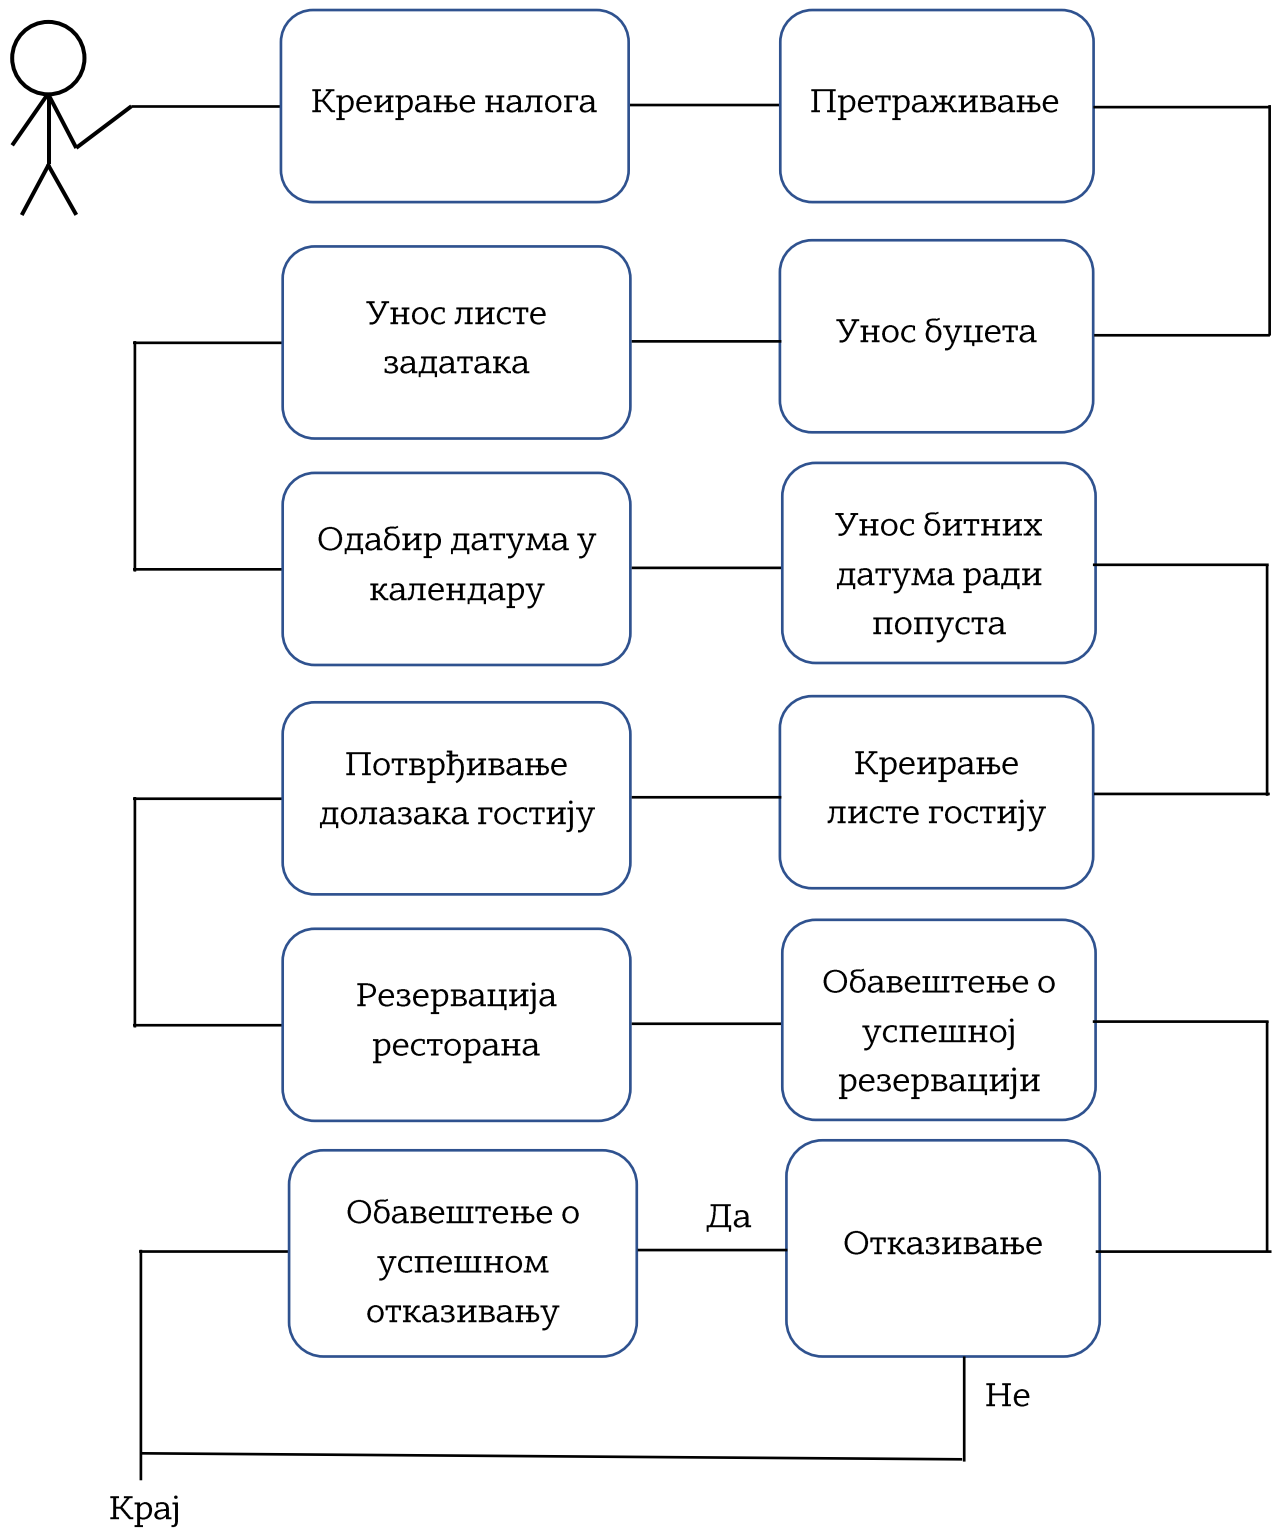 Креирање налога
Претраживање
Унос листе
задатака
Унос буџета
Одабир датума у
календару
Унос битних
датума ради
попуста
Потврђивање
долазака гостију
Креирање
листе гостију
Резервација
ресторана
Обавештење о
успешној
резервацији
Обавештење о
успешном
отказивању
Да
Отказивање
Не
Крај